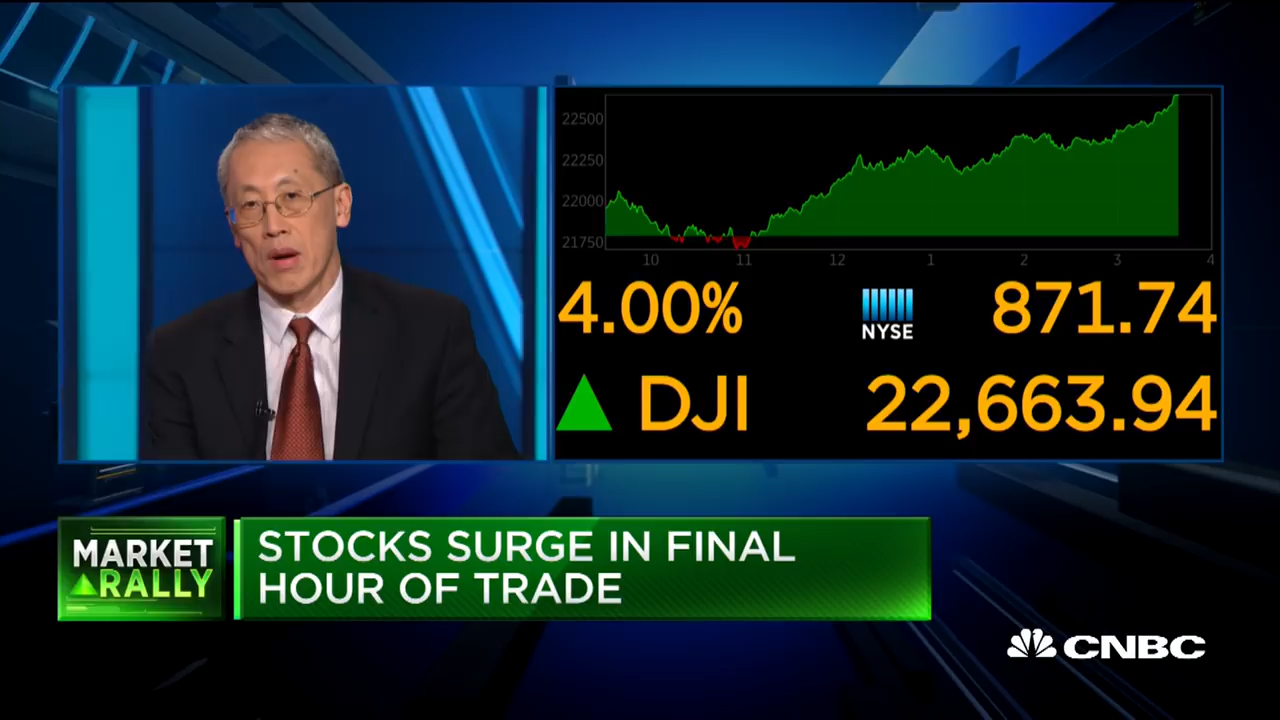 22500
22250
22000
21750
10 11 12 1 2 3 4
4.00% NYSE 871.74
DJI 22,663.94
MARKET
RALLY
STOCKS SURGE IN FINAL
HOUR OF TRADE
CNBC